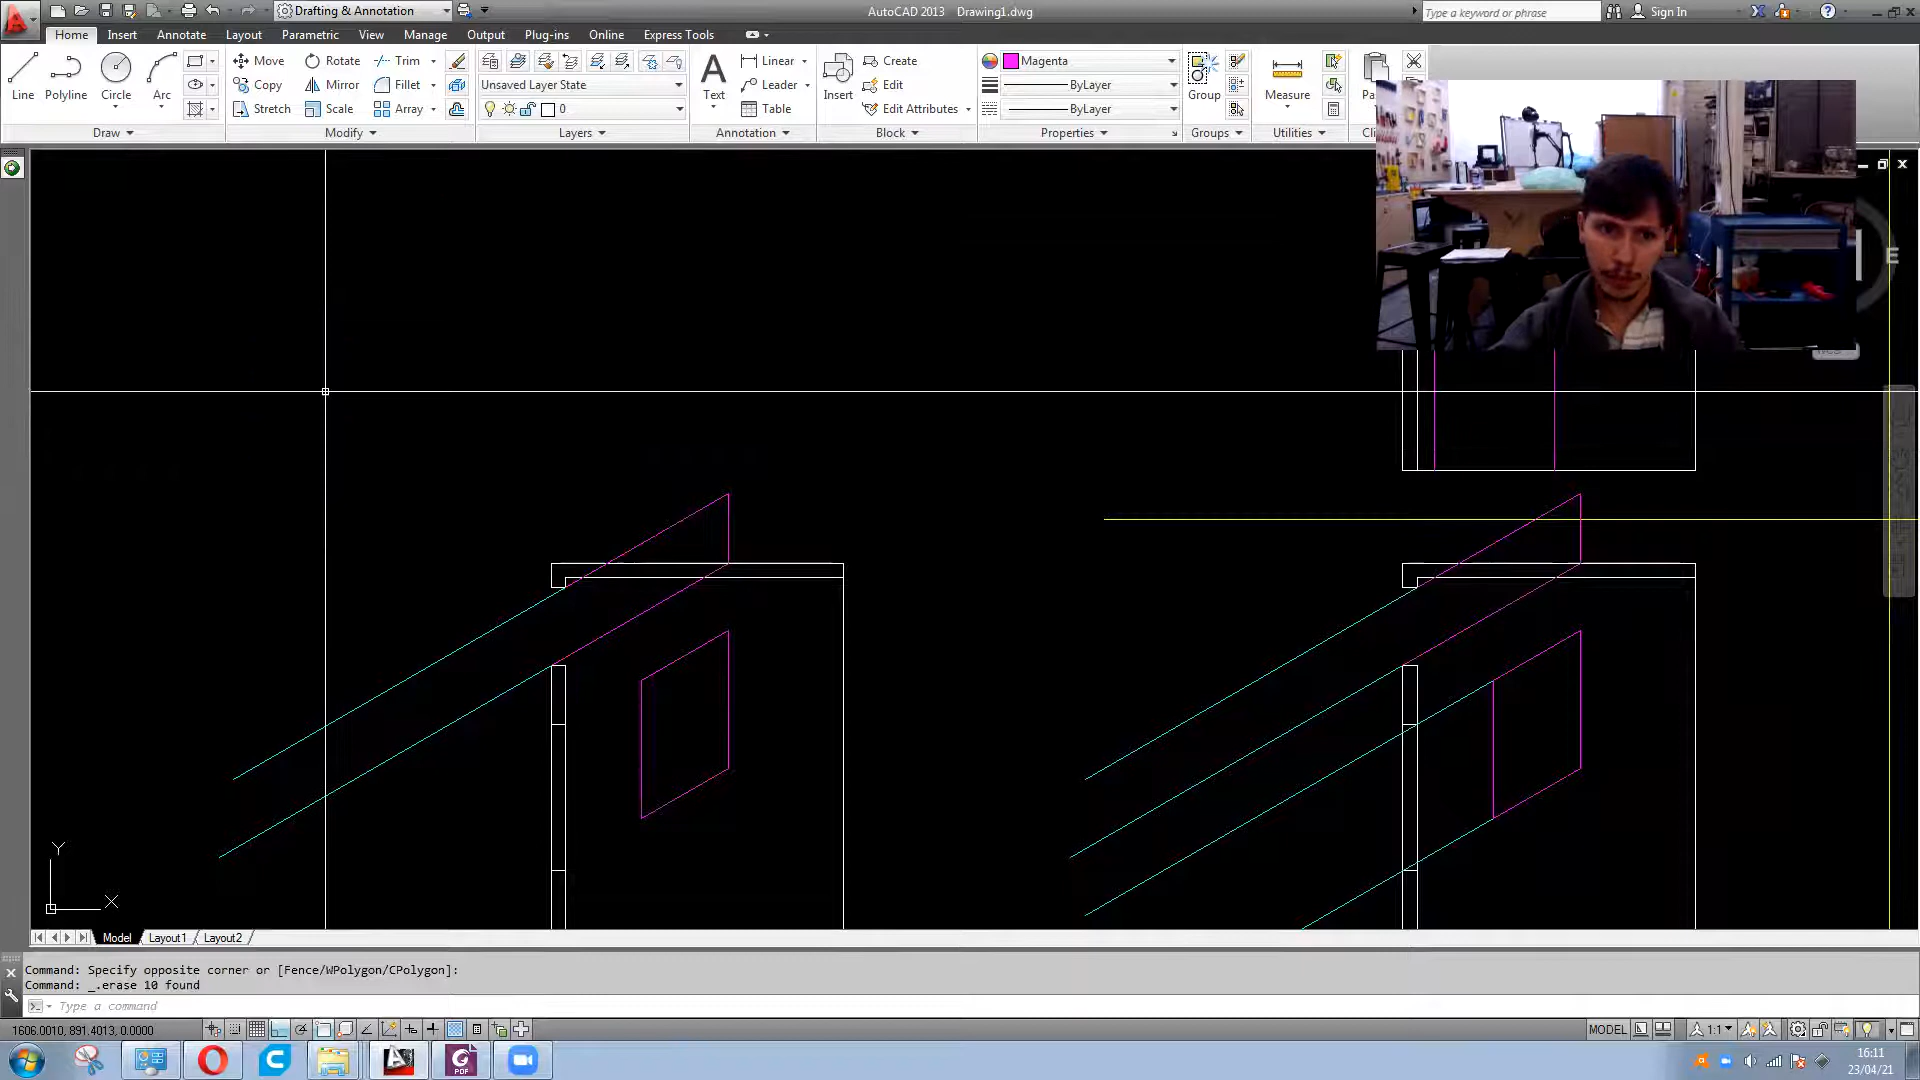 Drafting & Annotation
AutoCAD 2013 Drawing1.dwg
Type a keyword or phrase
Sign In
Home Insert Annotate Layout Parametric View Manage Output Plug-ins Online Express Tools
Move Rotate Trim
Unsaved Layer State
Linear
Create
Magenta
Copy Mirror Fillet
Leader
Edit
ByLayer
Line Polyline Circle Arc
Text
Insert
Group
Measure
Stretch Scale Array
0
Table
Edit Attributes
ByLayer
Draw Modify Layers Annotation Block Properties Groups Utilities
E
Y
X
Model Layout1 Layout2
Command: Specify opposite corner or [Fence/WPolygon/CPolygon]:
Command: _.erase 10 found
Type a command
1606.0010, 891.4013, 0.0000
MODEL
1:1
PDF
16:11
23/04/21